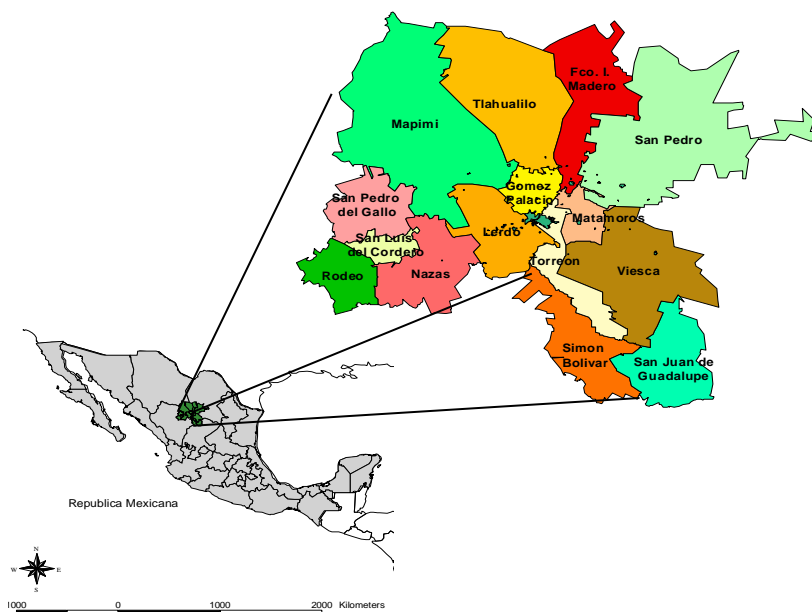 Fco. I.
Madero
Tlahualilo
Mapimi
San Pedro
Gomez
Palacio
San Pedro
del Gallo
Matamoros
Lerdo
San Luis
del Cordero
Torreon
Rodeo
Nazas
Viesca
Simon
Bolivar
San Juan de
Guadalupe
Republica Mexicana
N
W E
S
1000 0 1000 2000 Kilometers